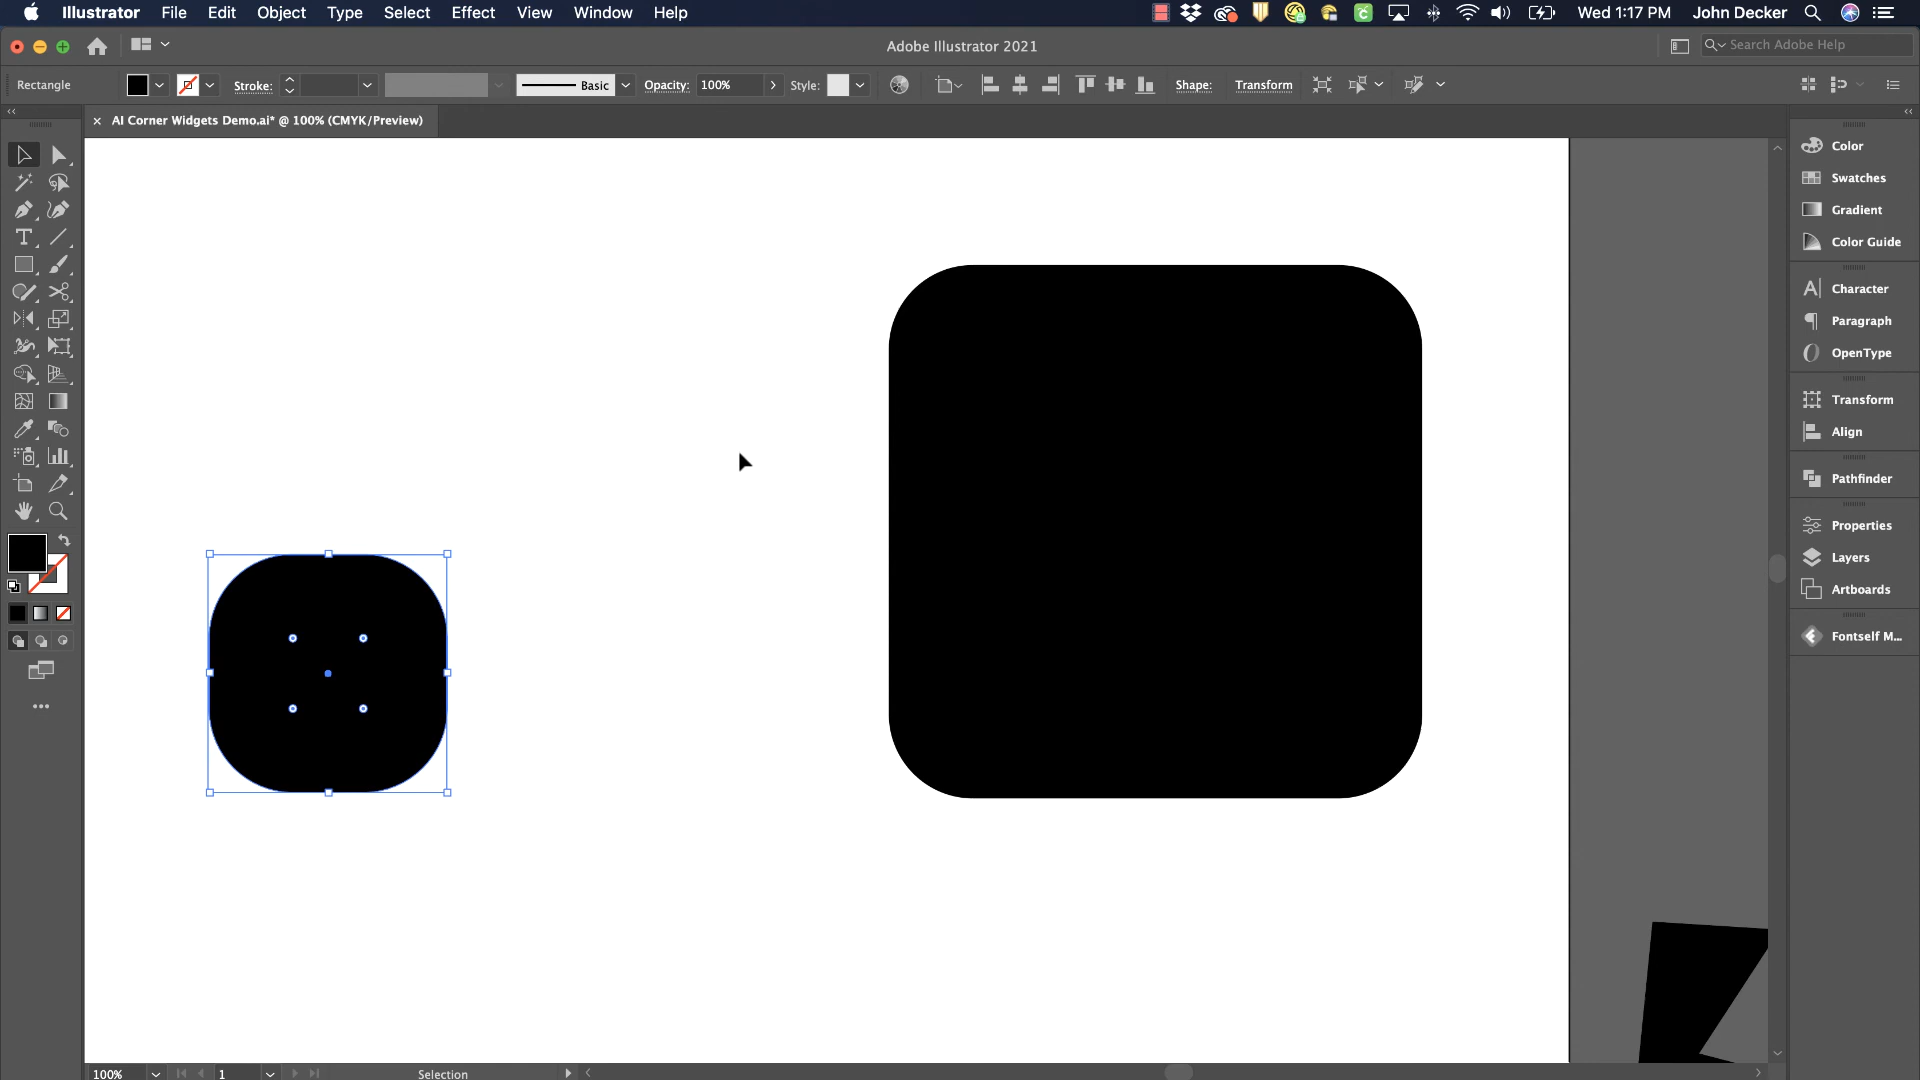 Illustrator File Edit Object Type Select Effect View Window Help Wed 1:17 PM John Decker
Adobe Illustrator 2021 Search Adobe Help
Rectangle Stroke: Basic Opacity: 100% Style: Shape: Transform
× AI Corner Widgets Demo.ai* @ 100% (CMYK/Preview)
Color
Swatches
Gradient
Color Guide
Character
Paragraph
OpenType
Transform
Align
Pathfinder
Properties
Layers
Artboards
Fontself M...
100% 1 Selection